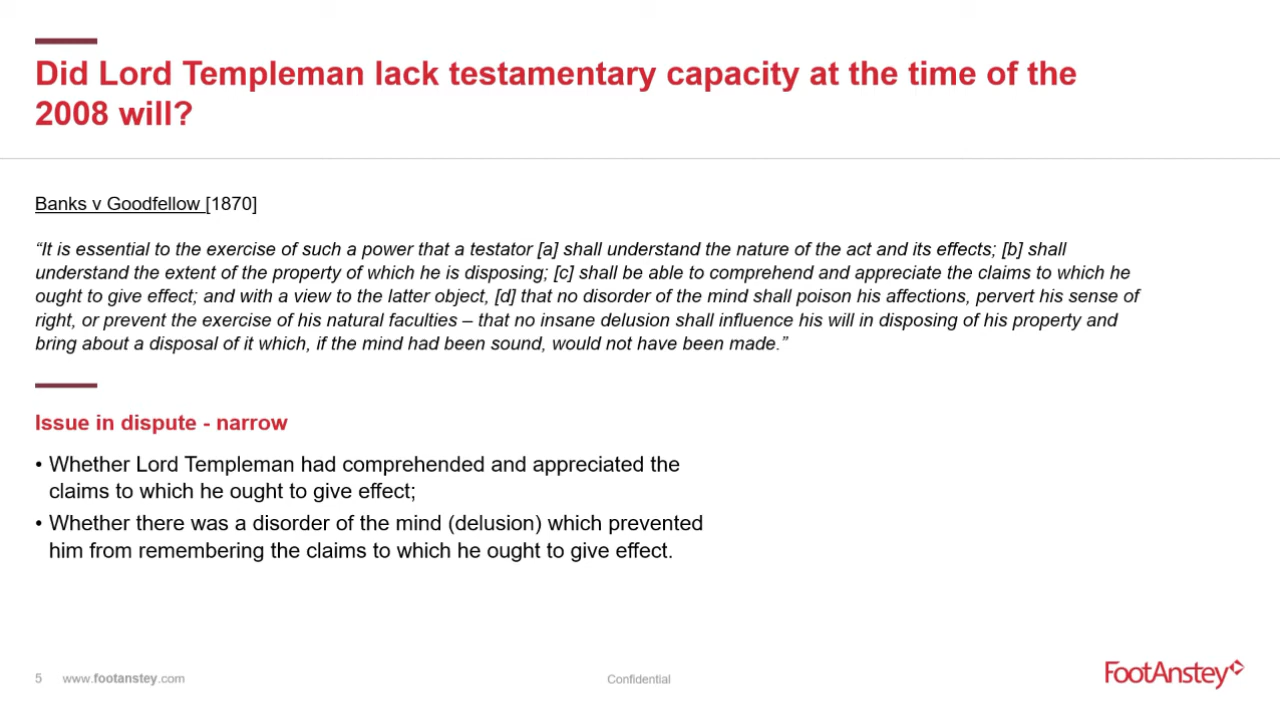 Did Lord Templeman lack testamentary capacity at the time of the
2008 will?
Banks v Goodfellow [1870]
“It is essential to the exercise of such a power that a testator [a] shall understand the nature of the act and its effects; [b] shall
understand the extent of the property of which he is disposing; [c] shall be able to comprehend and appreciate the claims to which he
ought to give effect; and with a view to the latter object, [d] that no disorder of the mind shall poison his affections, pervert his sense of
right, or prevent the exercise of his natural faculties – that no insane delusion shall influence his will in disposing of his property and
bring about a disposal of it which, if the mind had been sound, would not have been made.”
Issue in dispute - narrow
• Whether Lord Templeman had comprehended and appreciated the
claims to which he ought to give effect;
• Whether there was a disorder of the mind (delusion) which prevented
him from remembering the claims to which he ought to give effect.
5 www.footanstey.com
Confidential
FootAnstey